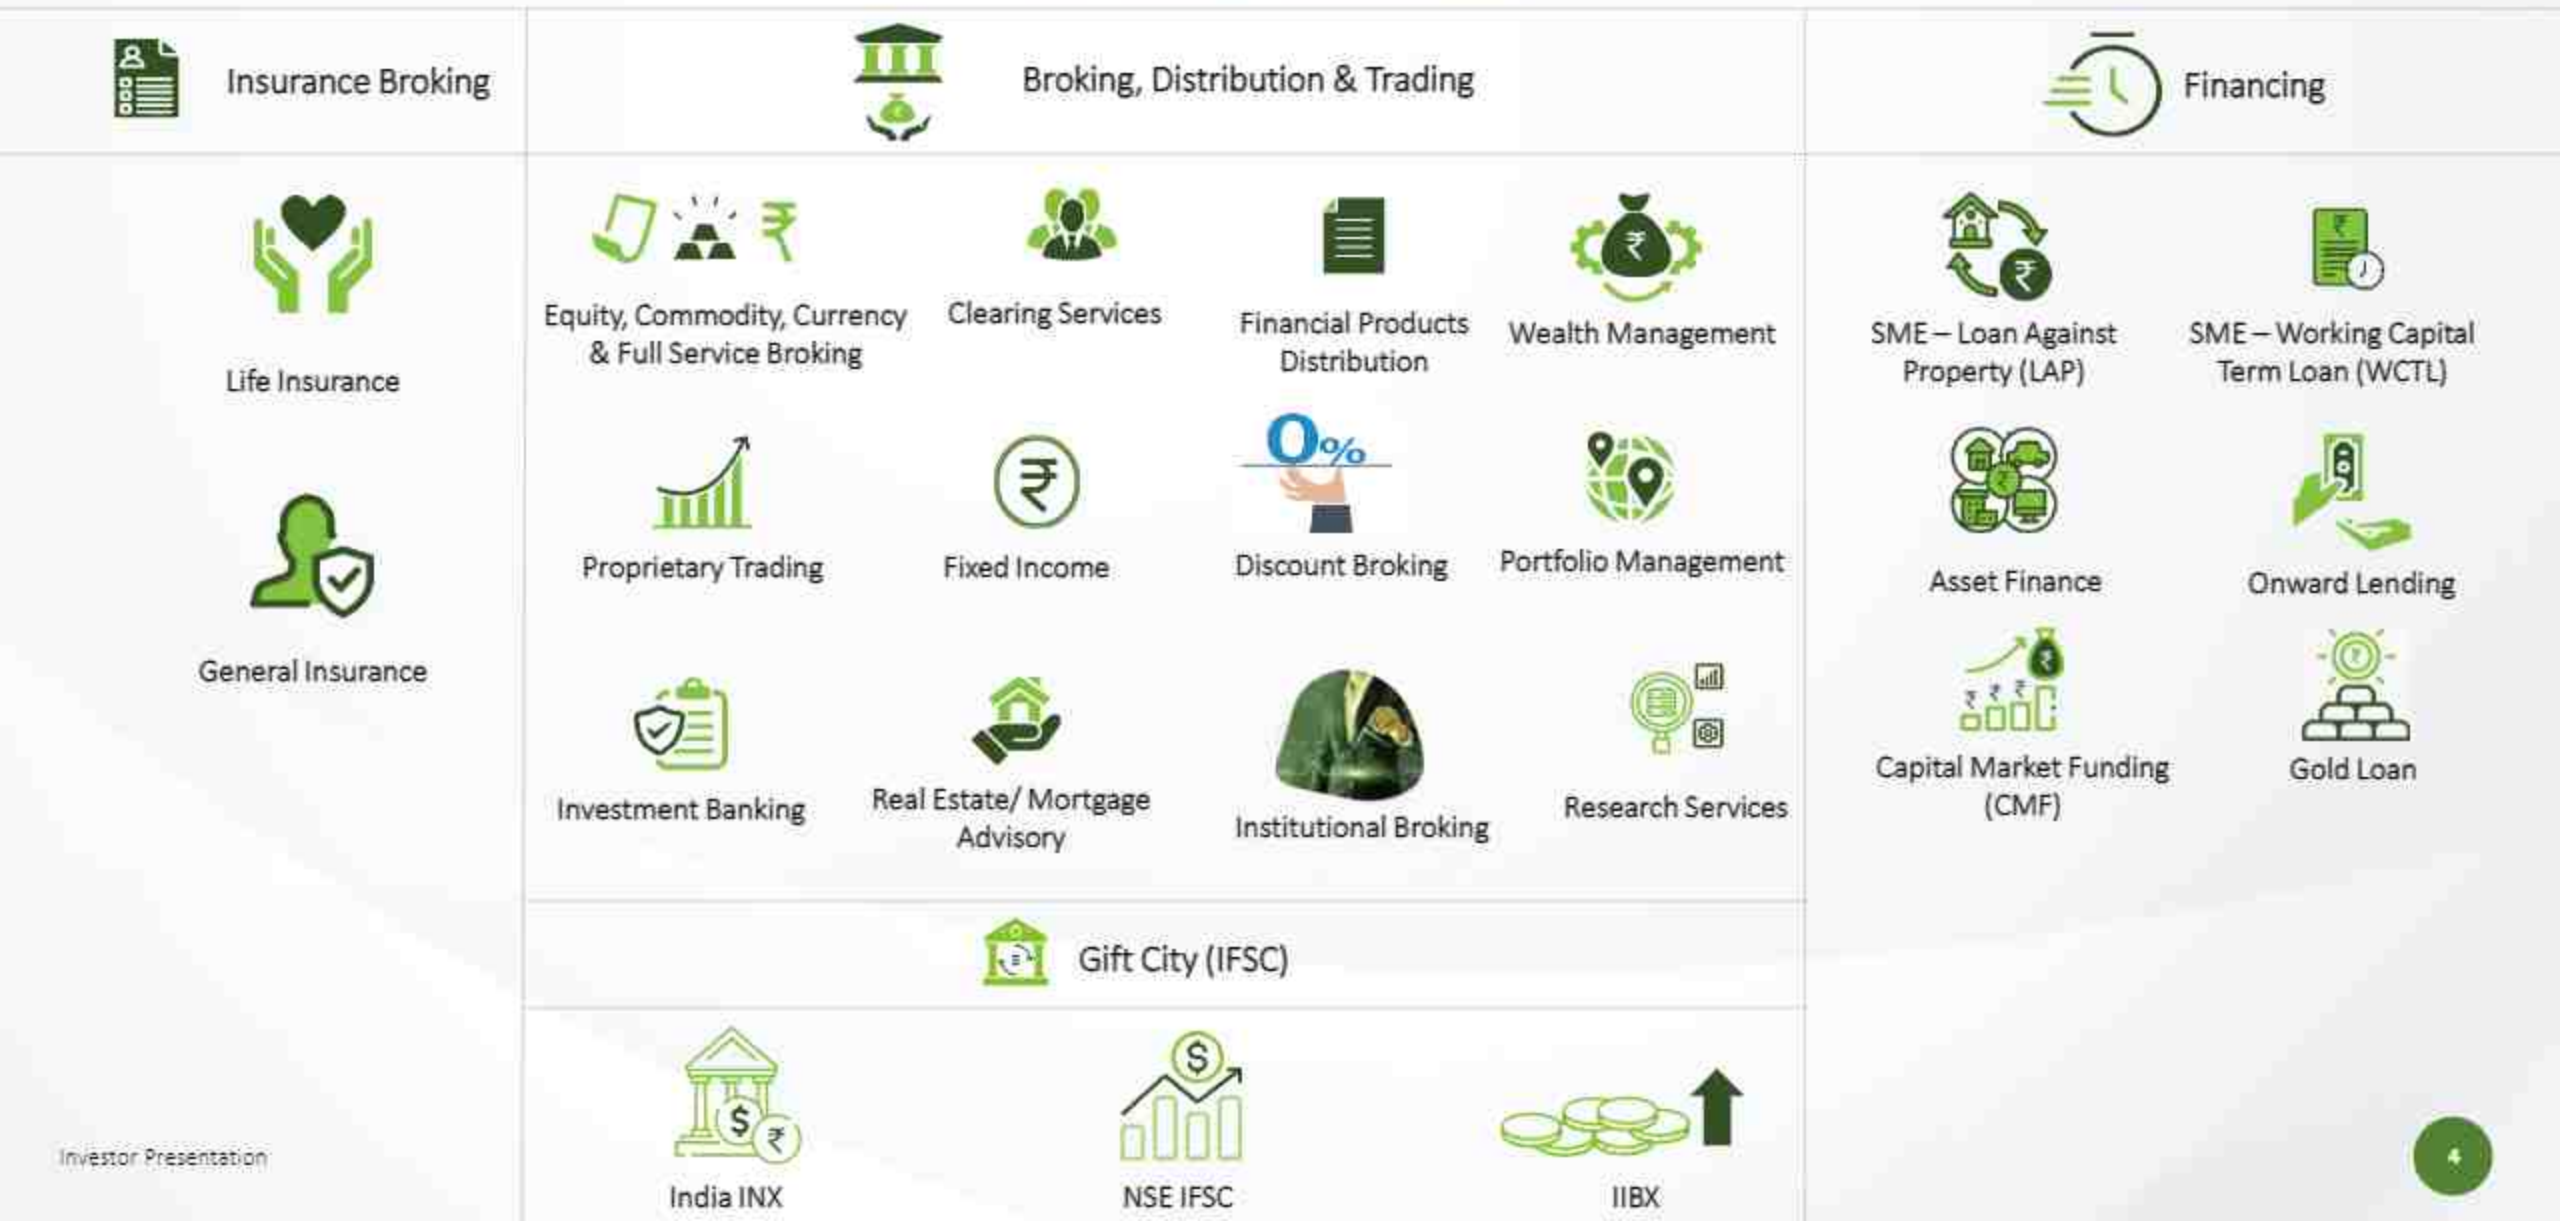 Insurance Broking
Broking, Distribution & Trading
Financing
Life Insurance
General Insurance
Equity, Commodity, Currency
& Full Service Broking
Clearing Services
Financial Products
Distribution
Wealth Management
0%
Proprietary Trading
Fixed Income
Discount Broking
Portfolio Management
Investment Banking
Real Estate/ Mortgage
Advisory
Institutional Broking
Research Services
SME – Loan Against
Property (LAP)
SME – Working Capital
Term Loan (WCTL)
Asset Finance
Onward Lending
Capital Market Funding
(CMF)
Gold Loan
Gift City (IFSC)
India INX
NSE IFSC
IIBX
Investor Presentation
4